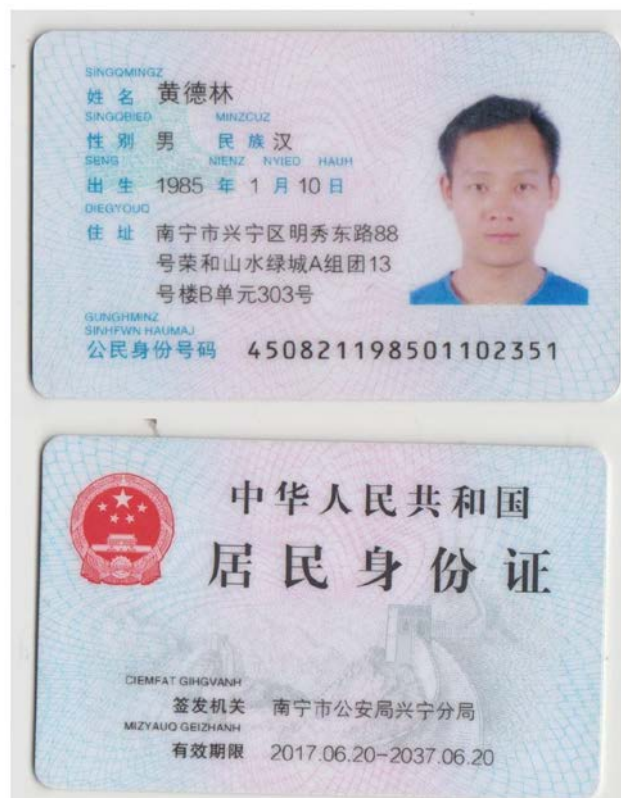 SINGQMINGZ
姓名 黄德林
SINGQBIED MINZCUZ
性别 男 民族 汉
SENG NIENZ NYIED HAUH
出生 1985 年 1 月 10 日
DIEGYOUQ
住址 南宁市兴宁区明秀东路88
号荣和山水绿城A组团13
号楼B单元303号
GUNGHMINZ
SINHFWN HAUMAJ
公民身份号码 450821198501102351
中华人民共和国
居民身份证
CIEMFAT GIHGVANH
签发机关 南宁市公安局兴宁分局
MIZYAUQ GEIZHANH
有效期限 2017.06.20-2037.06.20